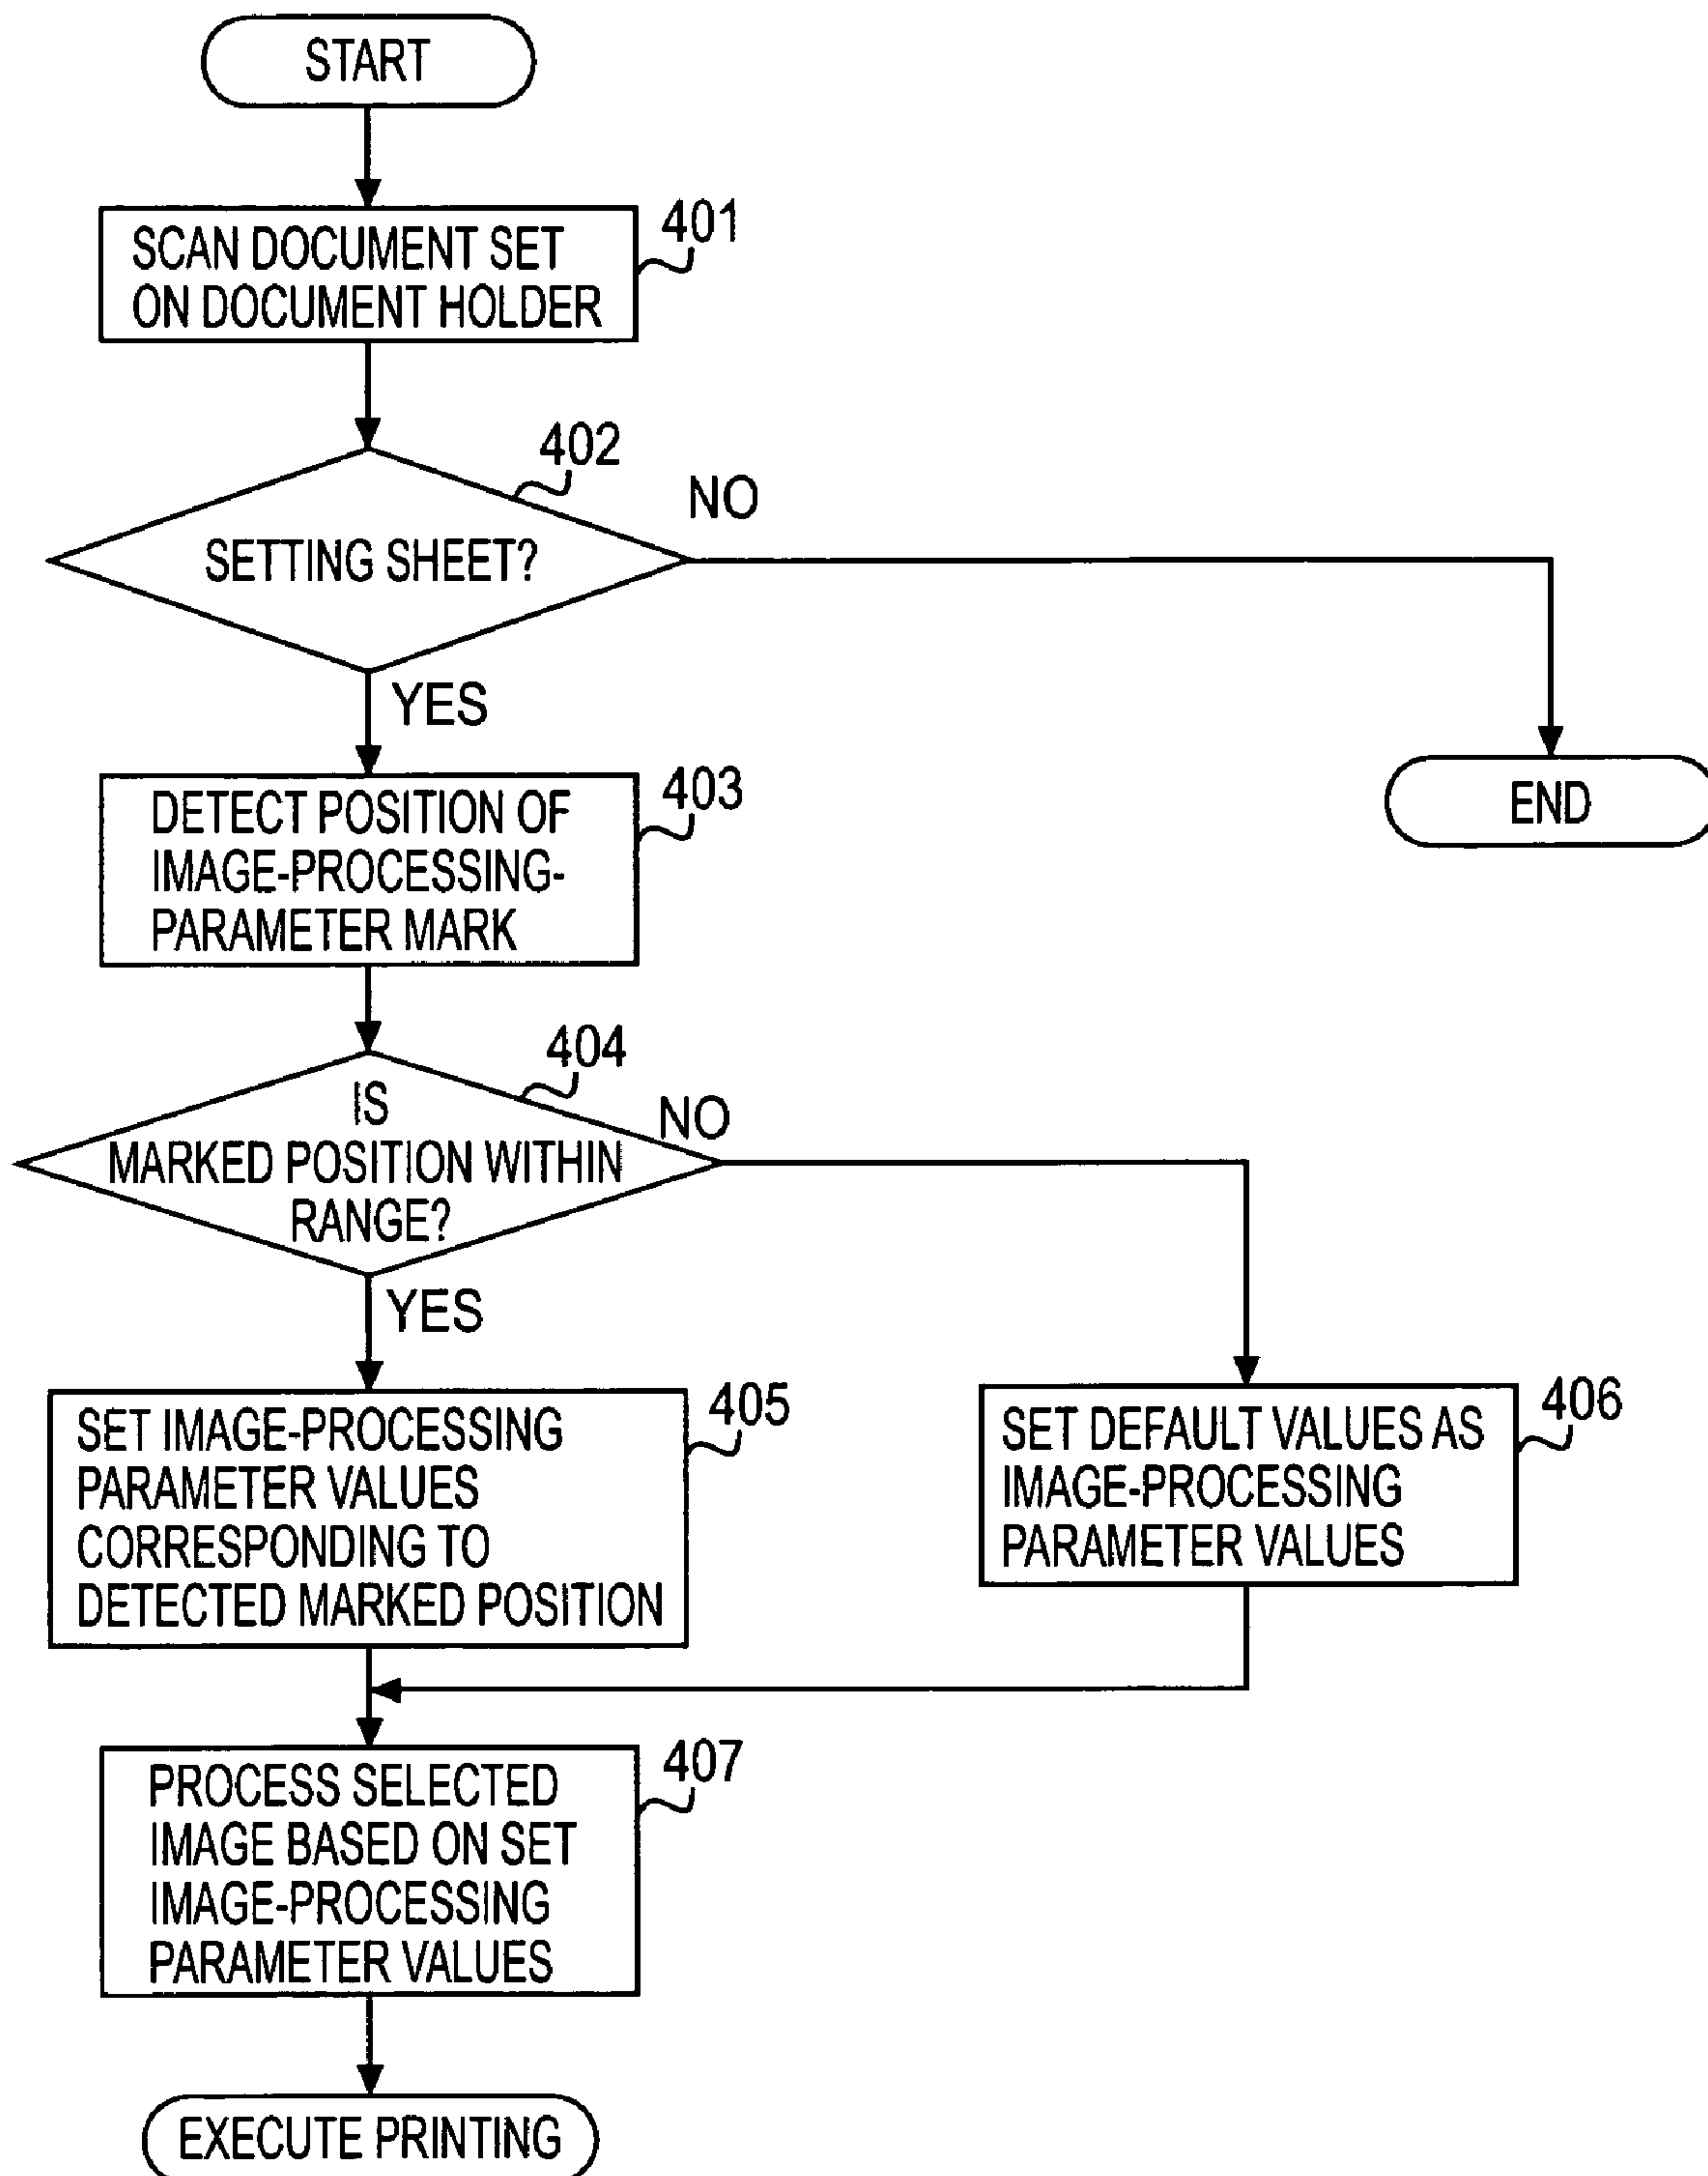 START
SCAN DOCUMENT SET
ON DOCUMENT HOLDER
401
402
SETTING SHEET?
NO
YES
END
DETECT POSITION OF
IMAGE-PROCESSING-
PARAMETER MARK
403
404
IS
MARKED POSITION WITHIN
RANGE?
NO
YES
SET IMAGE-PROCESSING
PARAMETER VALUES
CORRESPONDING TO
DETECTED MARKED POSITION
405
SET DEFAULT VALUES AS
IMAGE-PROCESSING
PARAMETER VALUES
406
PROCESS SELECTED
IMAGE BASED ON SET
IMAGE-PROCESSING
PARAMETER VALUES
407
EXECUTE PRINTING